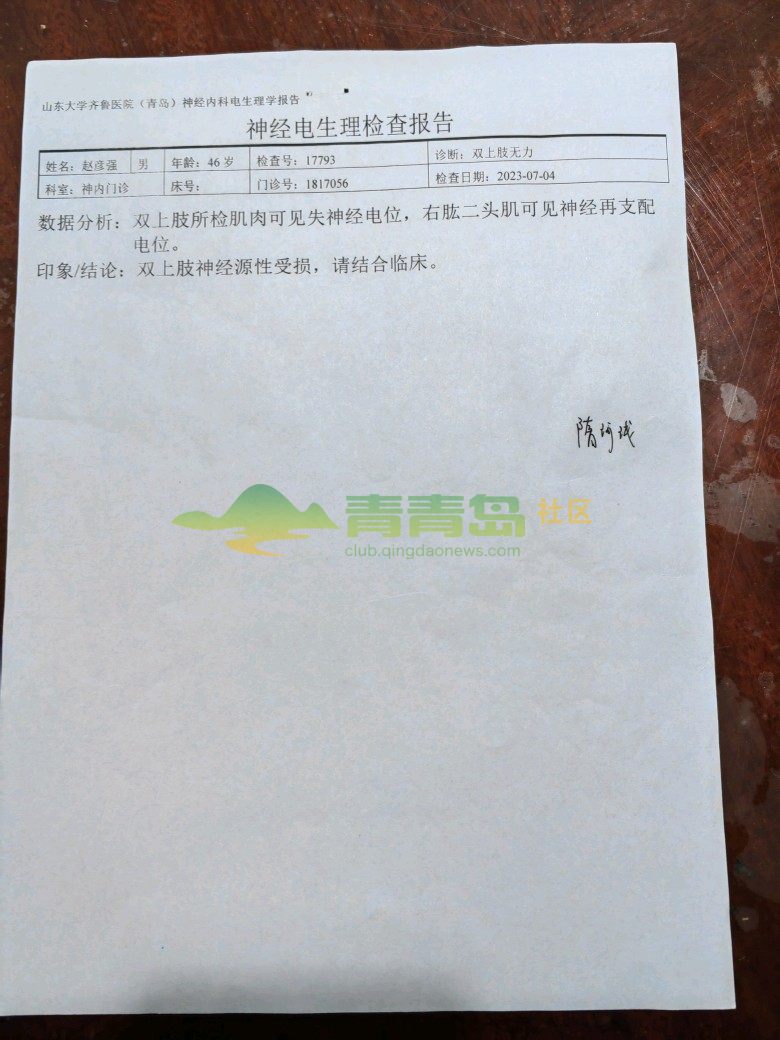 山东大学齐鲁医院（青岛）神经内科电生理学报告
神经电生理检查报告
姓名：赵彦强 男 年龄：46 岁 检查号：17793 诊断：双上肢无力
科室：神内门诊 床号： 门诊号：1817056 检查日期：2023-07-04
数据分析：双上肢所检肌肉可见失神经电位，右肱二头肌可见神经再支配
电位。
印象/结论：双上肢神经源性受损，请结合临床。
青青岛 社区
club.qingdaonews.com